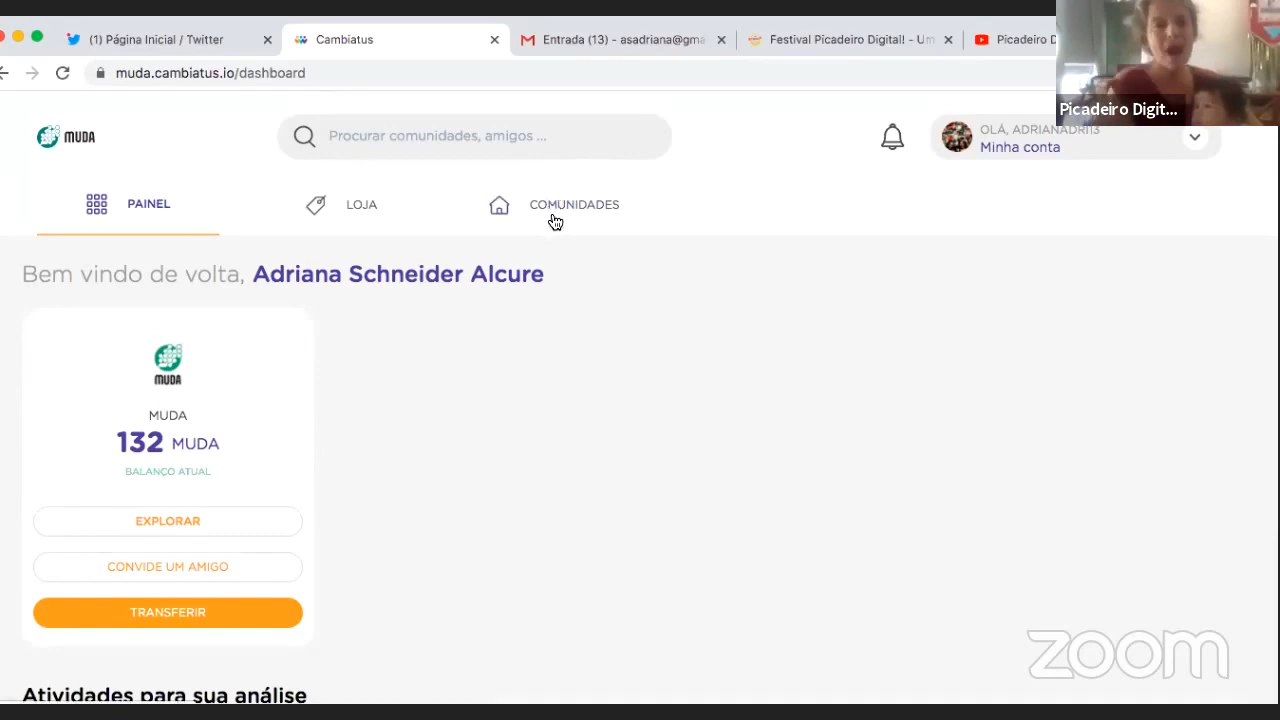 (1) Página Inicial / Twitter
Cambiatus
Entrada (13) - asadriana@gma
Festival Picadeiro Digital! - Um
Picadeiro D
muda.cambiatus.io/dashboard
Picadeiro Digit...
MUDA
Procurar comunidades, amigos ...
OLÁ, ADRIANADRI13
Minha conta
PAINEL
LOJA
COMUNIDADES
Bem vindo de volta, Adriana Schneider Alcure
MUDA
MUDA
132 MUDA
BALANÇO ATUAL
EXPLORAR
CONVIDE UM AMIGO
TRANSFERIR
zoom
Atividades para sua análise